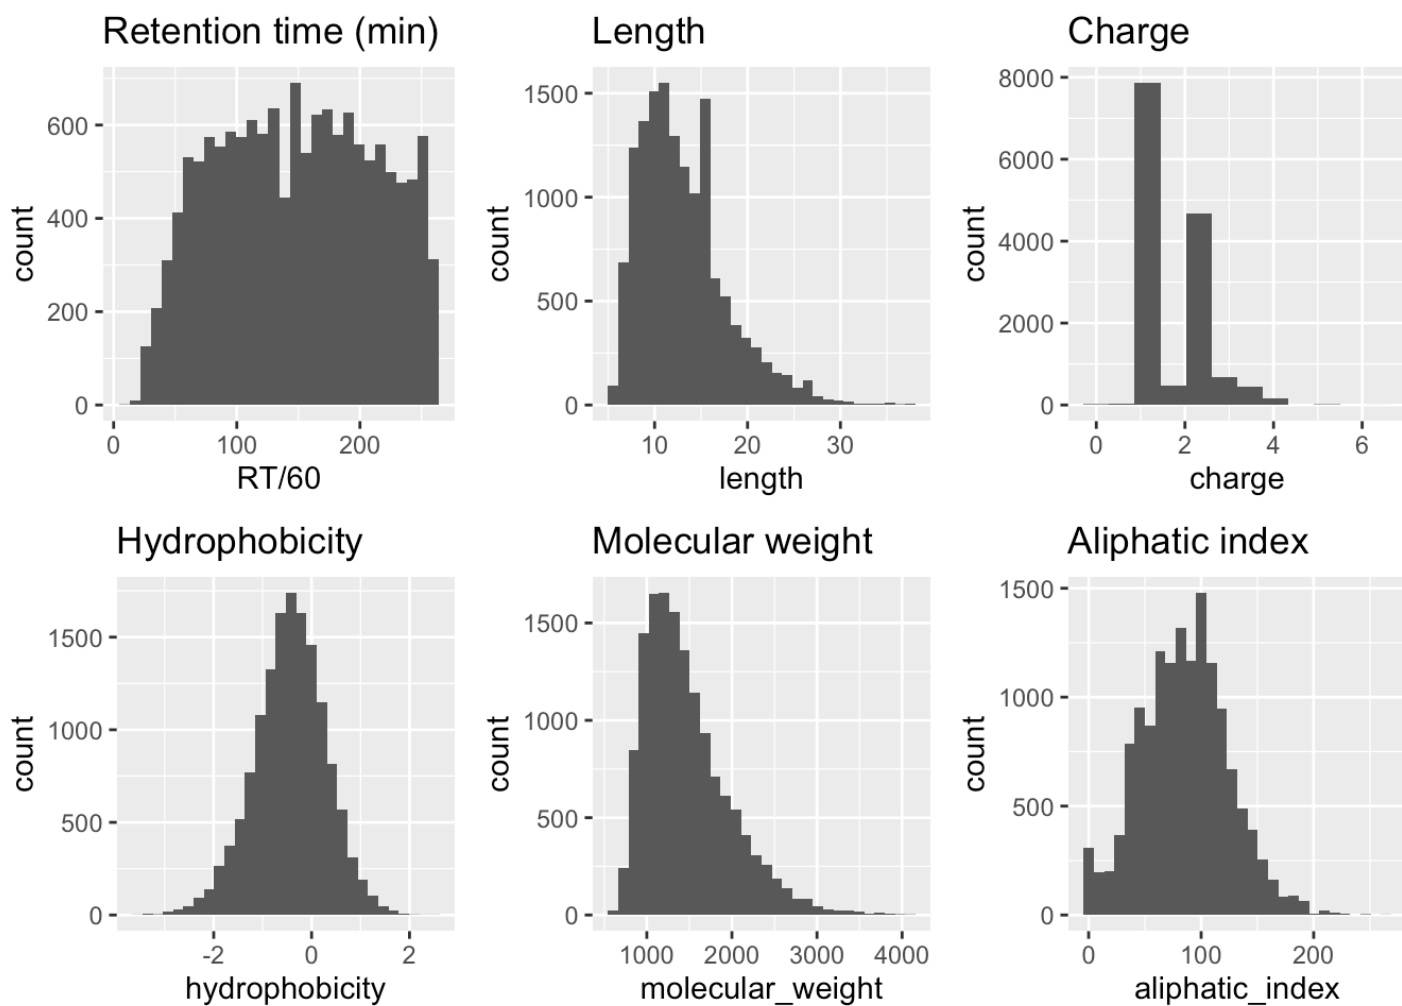 Retention time (min)
600
400
200
0
count
0 100 200
RT/60
Length
1500
1000
500
0
count
10 20 30
length
Charge
8000
6000
4000
2000
0
count
0 2 4 6
charge
Hydrophobicity
1500
1000
500
0
count
-2 0 2
hydrophobicity
Molecular weight
1500
1000
500
0
count
1000 2000 3000 4000
molecular_weight
Aliphatic index
1500
1000
500
0
count
0 100 200
aliphatic_index